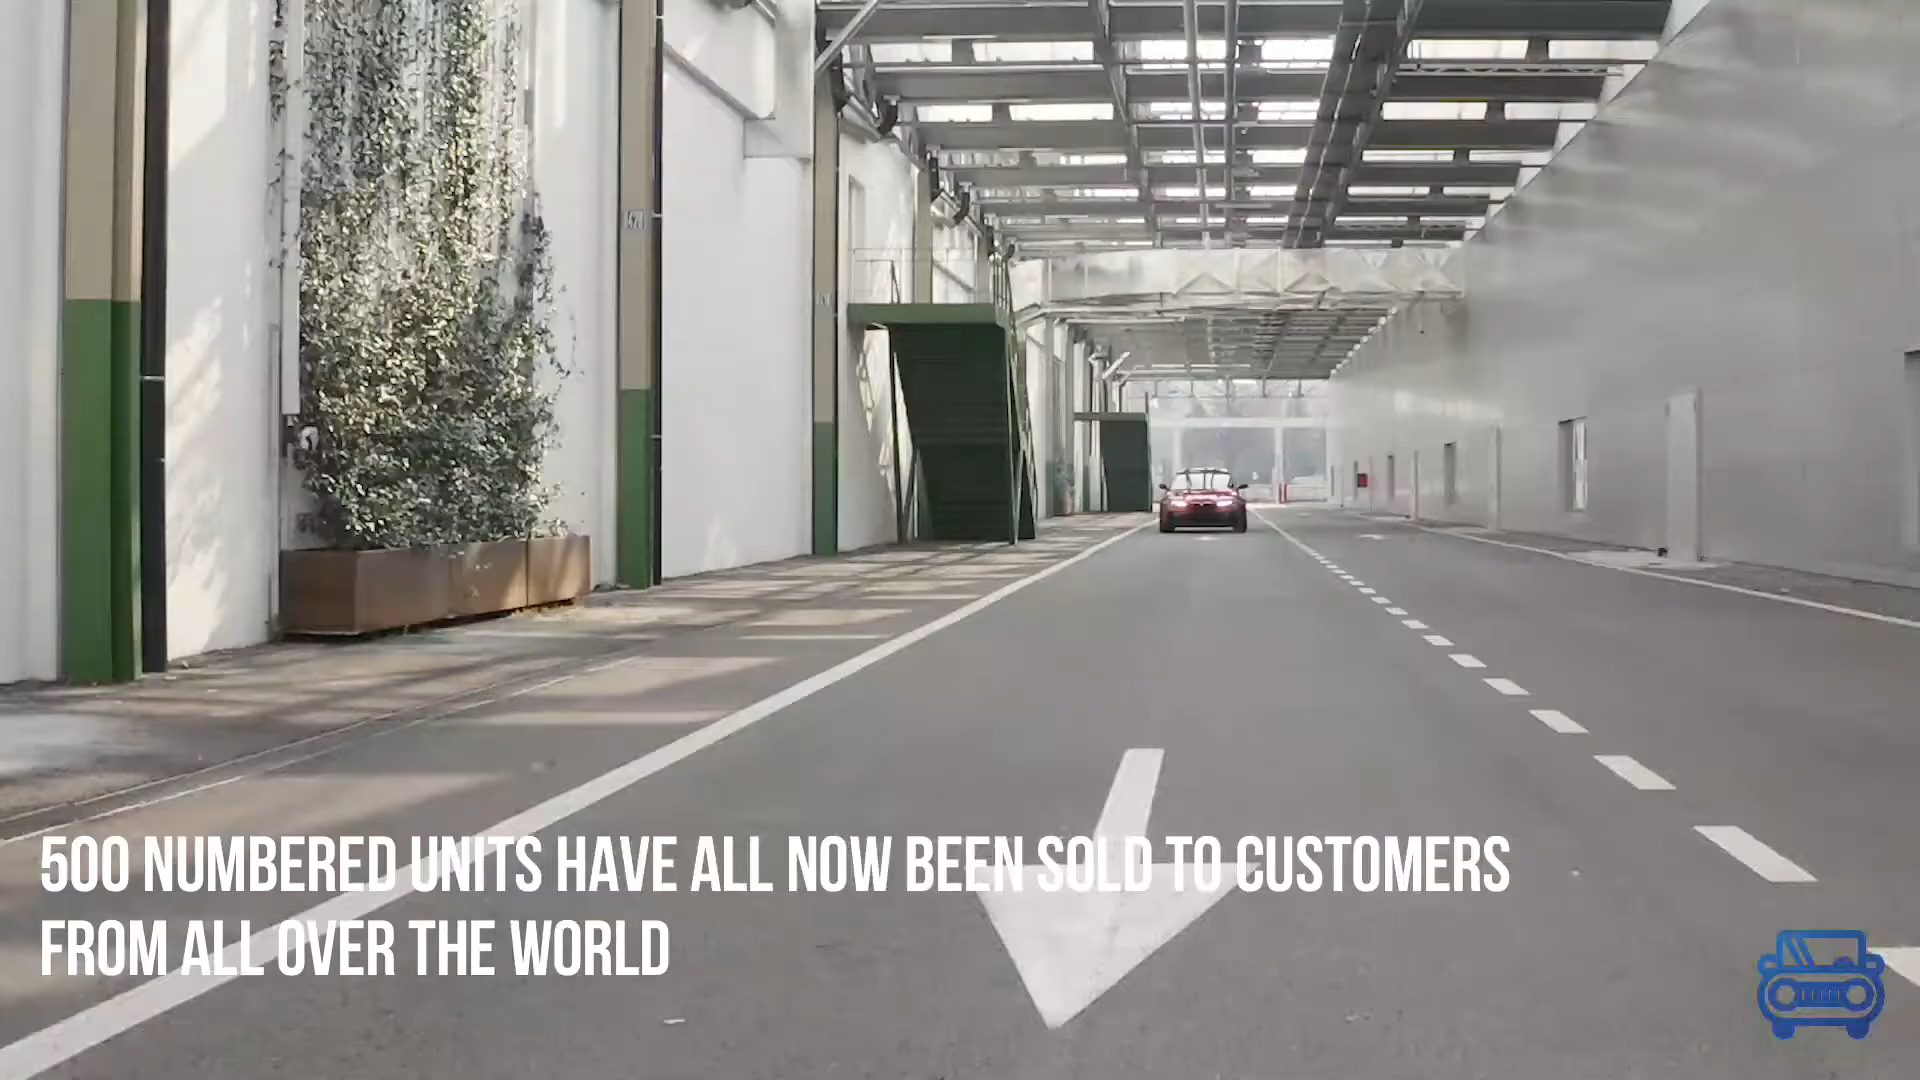 500 NUMBERED UNITS HAVE ALL NOW BEEN SOLD TO CUSTOMERS
FROM ALL OVER THE WORLD